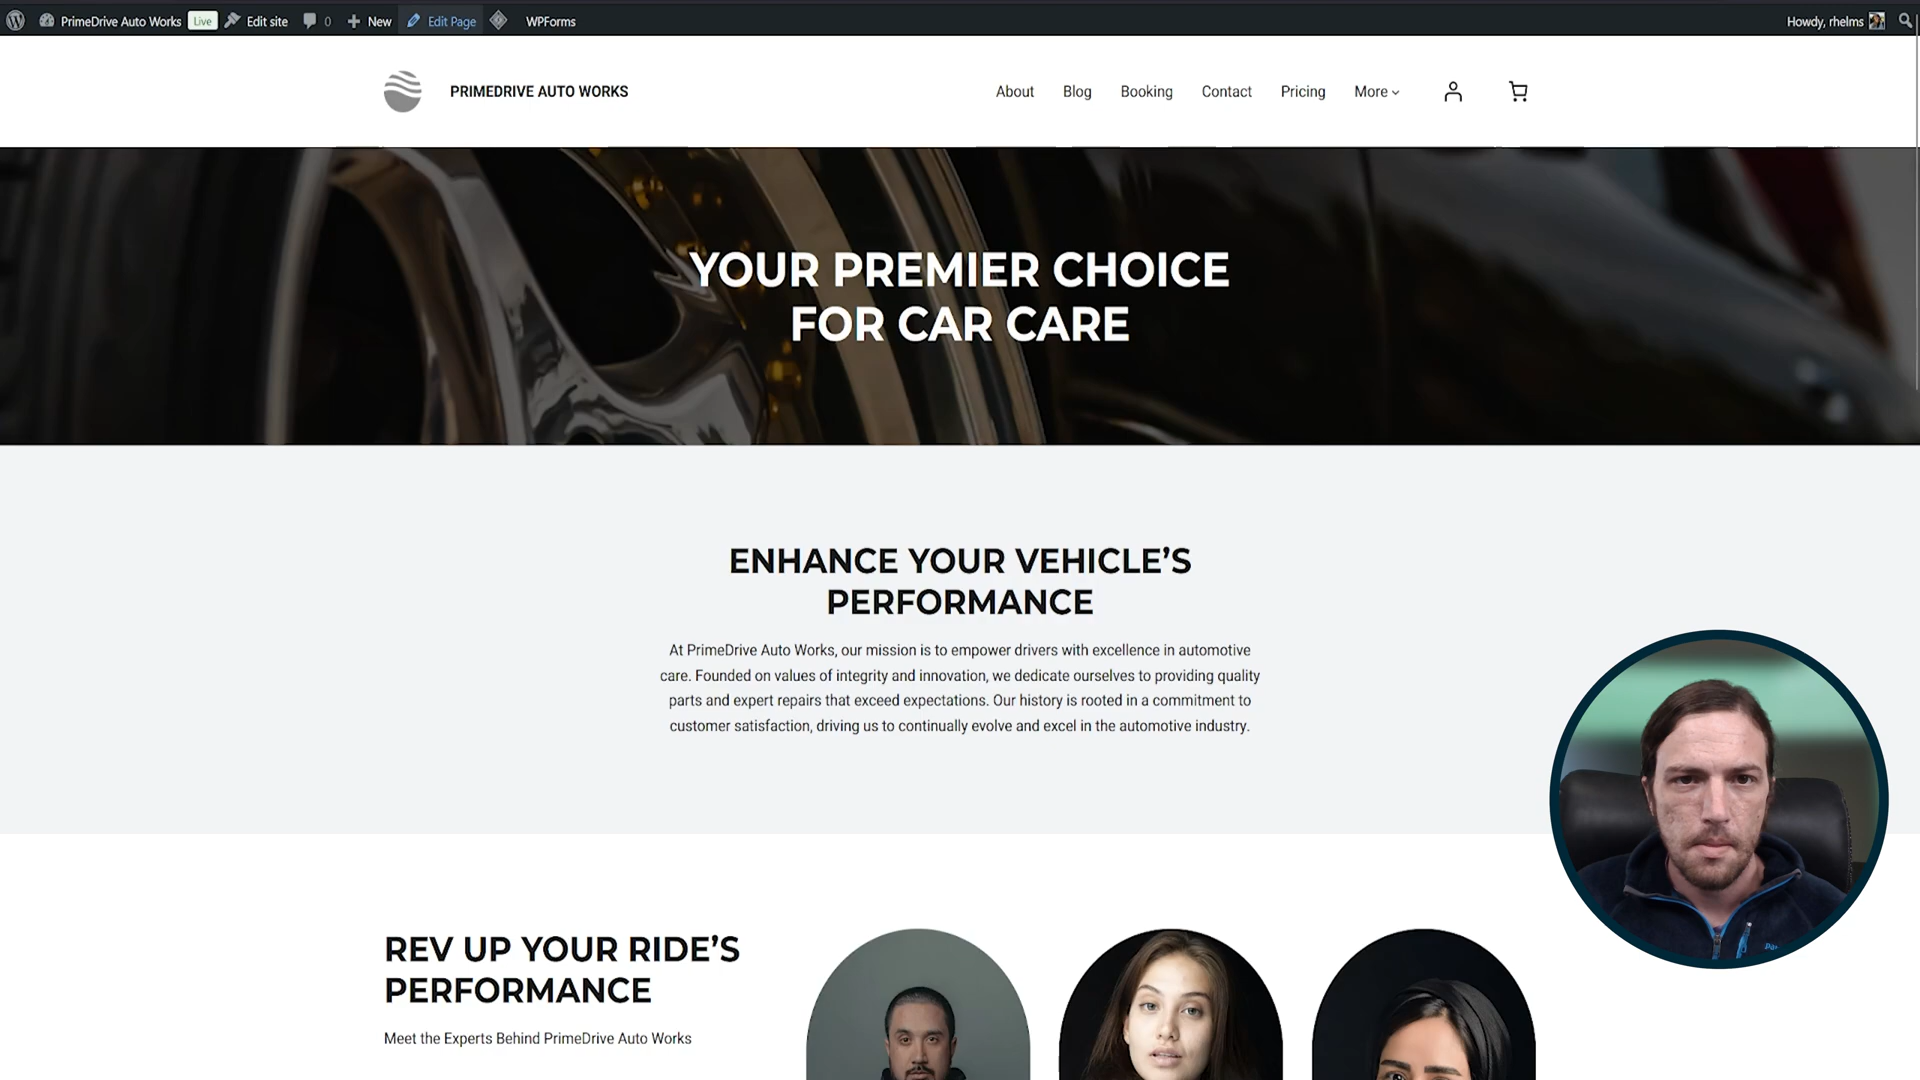 PrimeDrive Auto Works Live Edit site 0 New Edit Page WPForms Howdy, rhelms
PRIMEDRIVE AUTO WORKS About Blog Booking Contact Pricing More
YOUR PREMIER CHOICE
FOR CAR CARE
ENHANCE YOUR VEHICLE’S
PERFORMANCE
At PrimeDrive Auto Works, our mission is to empower drivers with excellence in automotive
care. Founded on values of integrity and innovation, we dedicate ourselves to providing quality
parts and expert repairs that exceed expectations. Our history is rooted in a commitment to
customer satisfaction, driving us to continually evolve and excel in the automotive industry.
REV UP YOUR RIDE’S
PERFORMANCE
Meet the Experts Behind PrimeDrive Auto Works